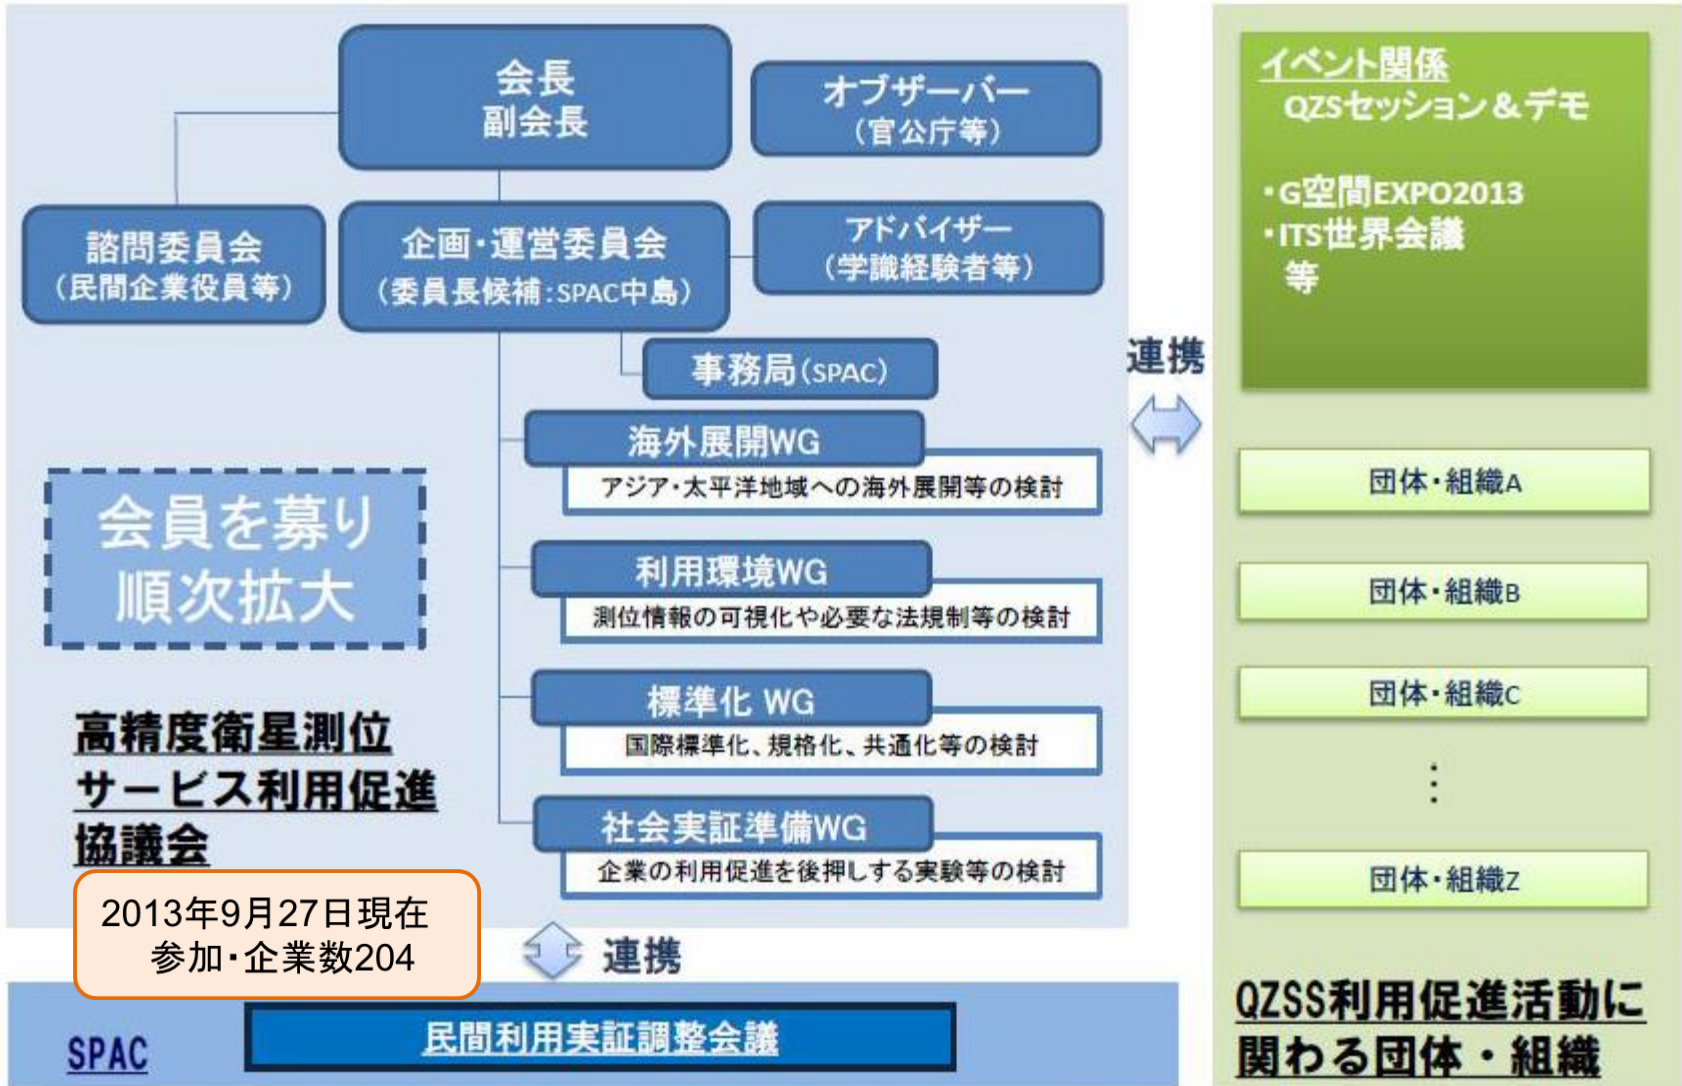 会長
副会長
オブザーバー
（官公庁等）
諮問委員会
（民間企業役員等）
企画・運営委員会
（委員長候補：SPAC中島）
アドバイザー
（学識経験者等）
事務局（SPAC）
海外展開WG
アジア・太平洋地域への海外展開等の検討
利用環境WG
測位情報の可視化や必要な法規制等の検討
標準化 WG
国際標準化、規格化、共通化等の検討
社会実証準備WG
企業の利用促進を後押しする実験等の検討
会員を募り
順次拡大
高精度衛星測位
サービス利用促進
協議会
2013年9月27日現在
参加・企業数204
連携
SPAC
民間利用実証調整会議
連携
イベント関係
QZSセッション＆デモ
・G空間EXPO2013
・ITS世界会議
等
団体・組織A
団体・組織B
団体・組織C
⋮
団体・組織Z
QZSS利用促進活動に
関わる団体・組織